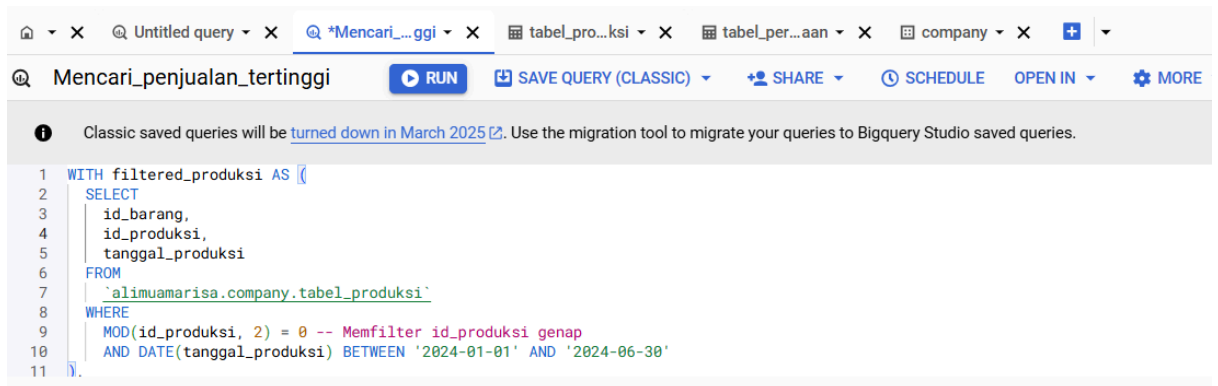 Untitled query
*Mencari_...ggi
tabel_pro...ksi
tabel_per...aan
company
Mencari_penjualan_tertinggi
RUN
SAVE QUERY (CLASSIC)
SHARE
SCHEDULE
OPEN IN
MORE
Classic saved queries will be turned down in March 2025. Use the migration tool to migrate your queries to Bigquery Studio saved queries.
1 WITH filtered_produksi AS (
2 SELECT
3 id_barang,
4 id_produksi,
5 tanggal_produksi
6 FROM
7 `alimuamarisa.company.tabel_produksi`
8 WHERE
9 MOD(id_produksi, 2) = 0 -- Memfilter id_produksi genap
10 AND DATE(tanggal_produksi) BETWEEN '2024-01-01' AND '2024-06-30'
11 ),